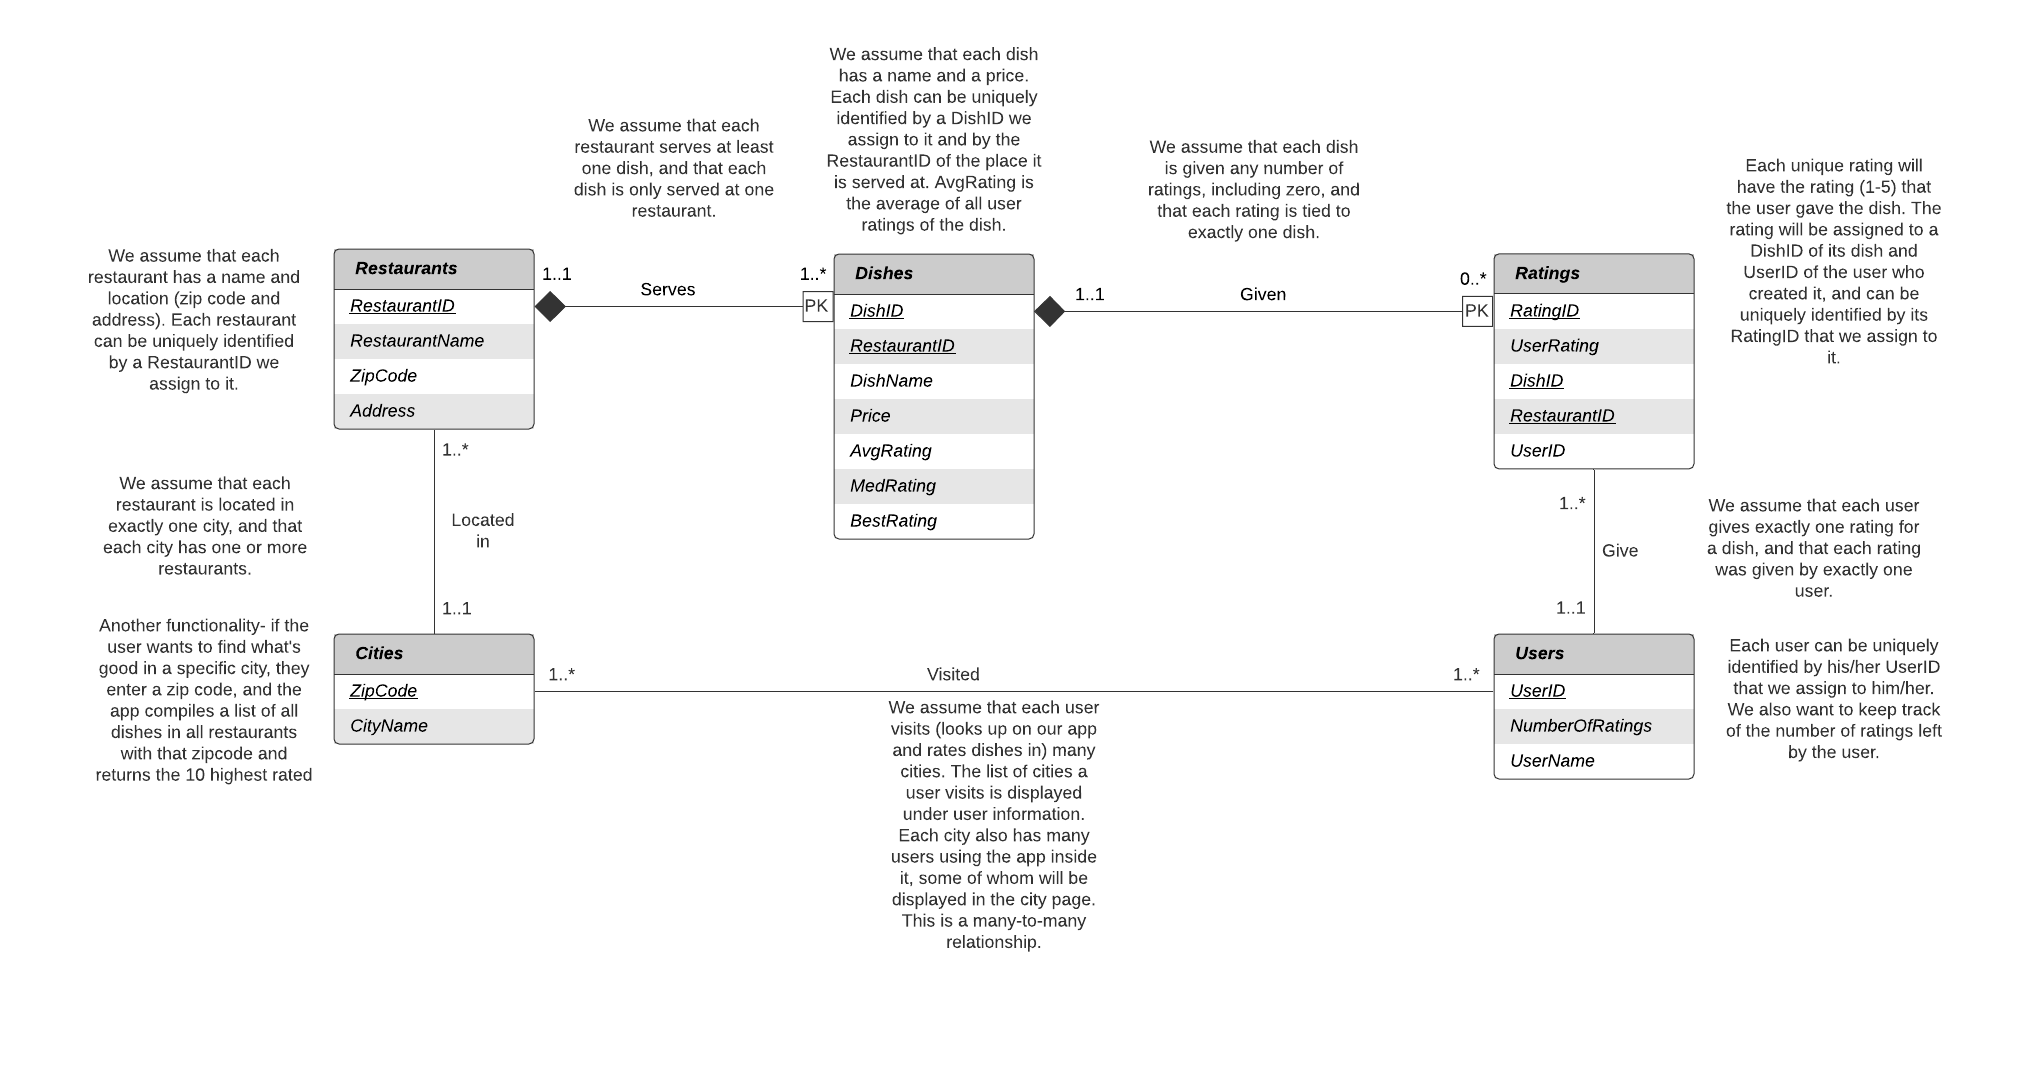 We assume that each dish
has a name and a price.
Each dish can be uniquely
identified by a DishID we
assign to it and by the
RestaurantID of the place it
is served at. AvgRating is
the average of all user
ratings of the dish.
We assume that each
restaurant serves at least
one dish, and that each
dish is only served at one
restaurant.
We assume that each dish
is given any number of
ratings, including zero, and
that each rating is tied to
exactly one dish.
Each unique rating will
have the rating (1-5) that
the user gave the dish. The
rating will be assigned to a
DishID of its dish and
UserID of the user who
created it, and can be
uniquely identified by its
RatingID that we assign to
it.
We assume that each
restaurant has a name and
location (zip code and
address). Each restaurant
can be uniquely identified
by a RestaurantID we
assign to it.
Restaurants
RestaurantID
RestaurantName
ZipCode
Address
1..1
Serves
1..*
PK
Dishes
DishID
RestaurantID
DishName
Price
AvgRating
MedRating
BestRating
1..1
Given
0..*
PK
Ratings
RatingID
UserRating
DishID
RestaurantID
UserID
1..*
Located
in
1..1
We assume that each
restaurant is located in
exactly one city, and that
each city has one or more
restaurants.
1..*
Give
1..1
We assume that each user
gives exactly one rating for
a dish, and that each rating
was given by exactly one
user.
Another functionality- if the
user wants to find what's
good in a specific city, they
enter a zip code, and the
app compiles a list of all
dishes in all restaurants
with that zipcode and
returns the 10 highest rated
Cities
ZipCode
CityName
1..*
Visited
1..*
We assume that each user
visits (looks up on our app
and rates dishes in) many
cities. The list of cities a
user visits is displayed
under user information.
Each city also has many
users using the app inside
it, some of whom will be
displayed in the city page.
This is a many-to-many
relationship.
Users
UserID
NumberOfRatings
UserName
Each user can be uniquely
identified by his/her UserID
that we assign to him/her.
We also want to keep track
of the number of ratings left
by the user.